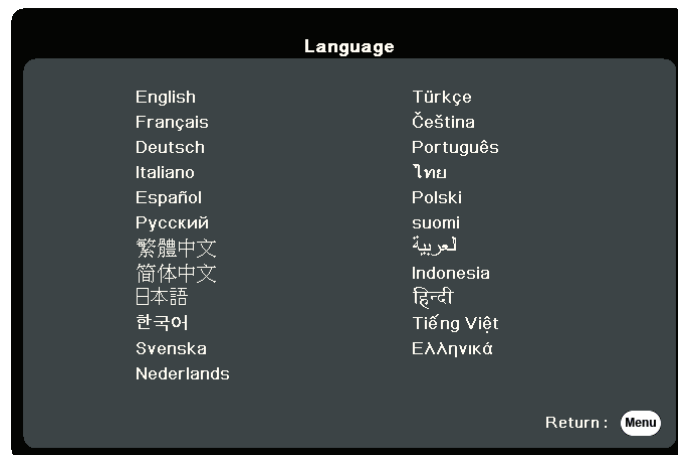 Language
English
Français
Deutsch
Italiano
Español
Русский
繁體中文
简体中文
日本語
한국어
Svenska
Nederlands
Türkçe
Čeština
Português
ไทย
Polski
suomi
لعربية
Indonesia
हिन्दी
Tiếng Việt
Ελληνικά
Return: Menu